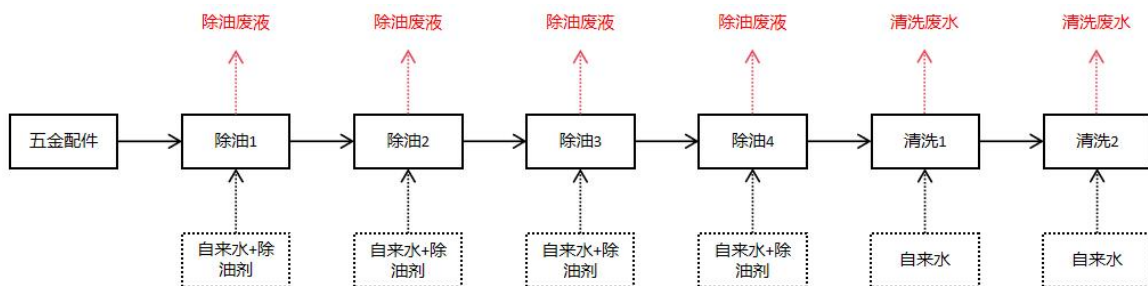 除油废液
除油废液
除油废液
除油废液
清洗废水
清洗废水
五金配件
除油1
除油2
除油3
除油4
清洗1
清洗2
自来水+除
油剂
自来水+除
油剂
自来水+除
油剂
自来水+除
油剂
自来水
自来水